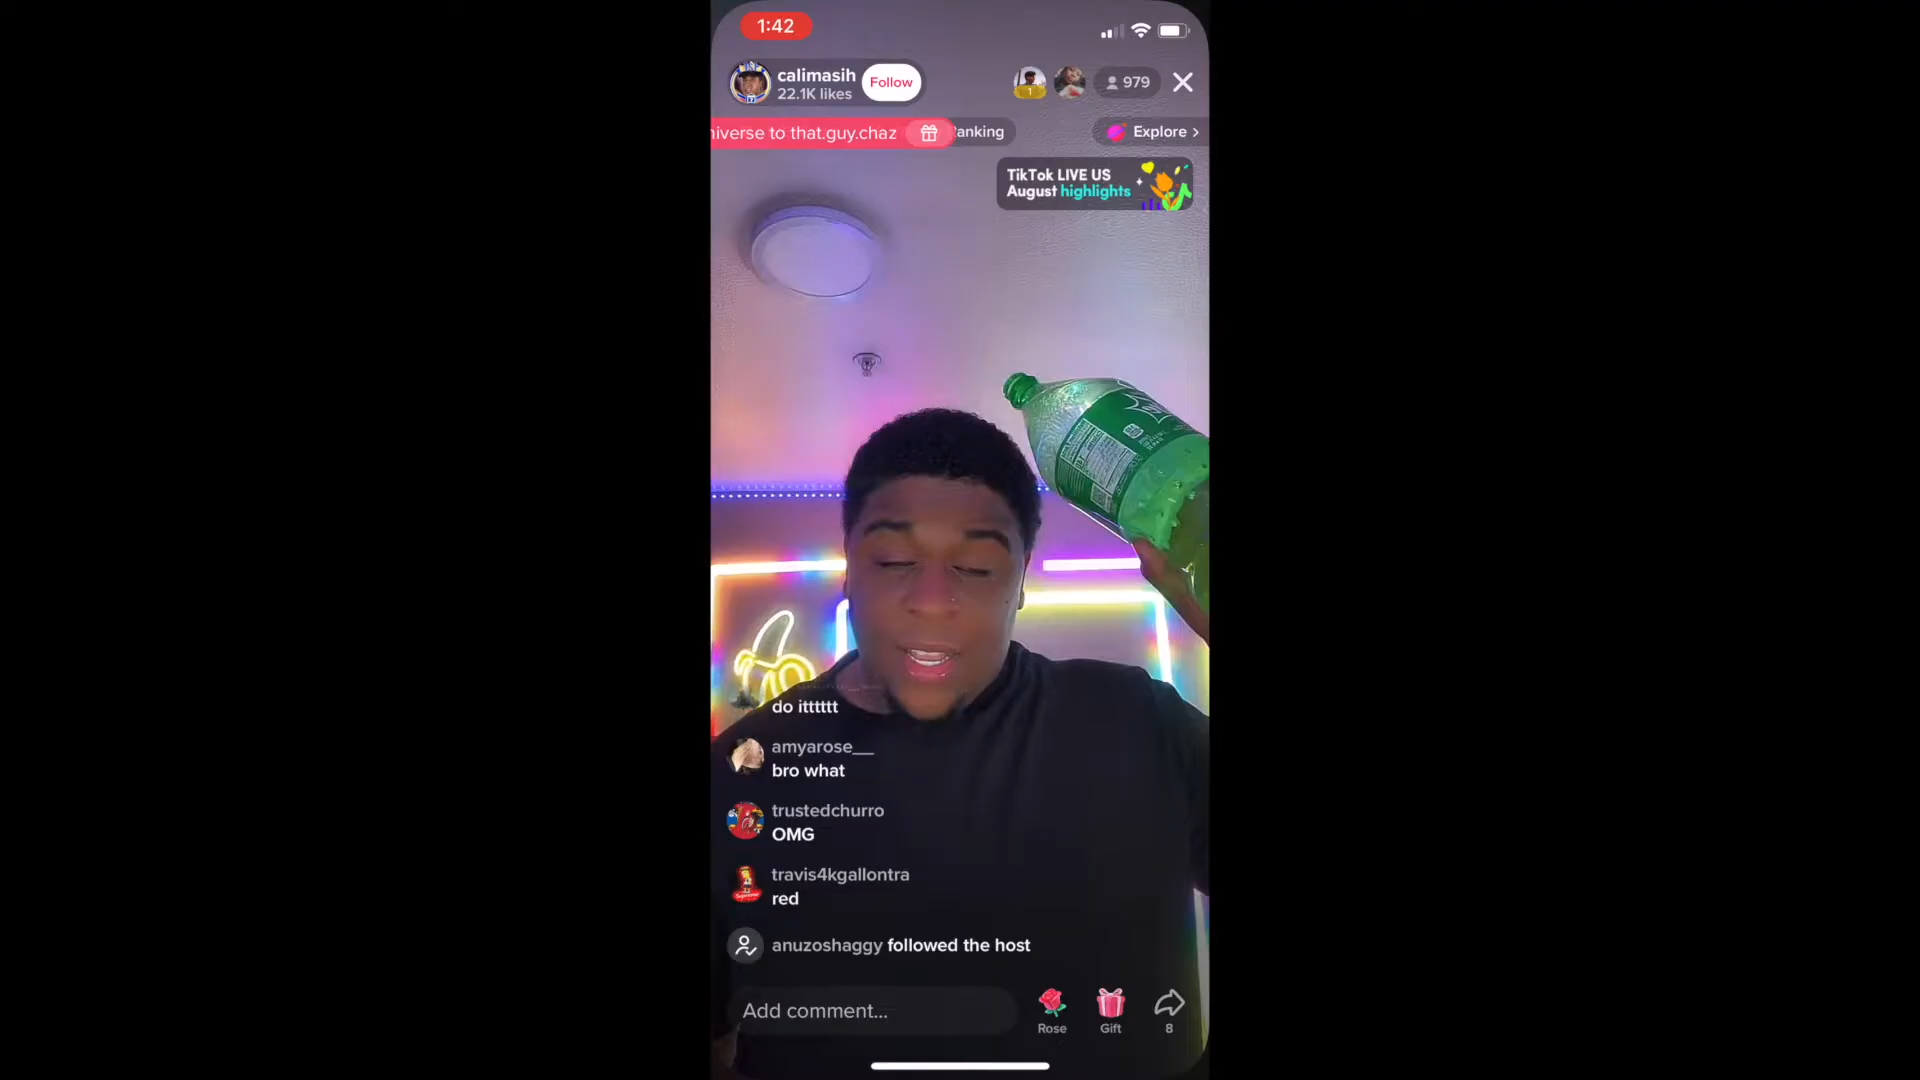 1:42
calimasih
22.1K likes
Follow
979
niverse to that.guy.chaz
anking
Explore >
TikTok LIVE US
August highlights
do itttttt
amyarose__
bro what
trustedchurro
OMG
travis4kgallontra
red
anuzoshaggy followed the host
Add comment...
Rose
Gift
8